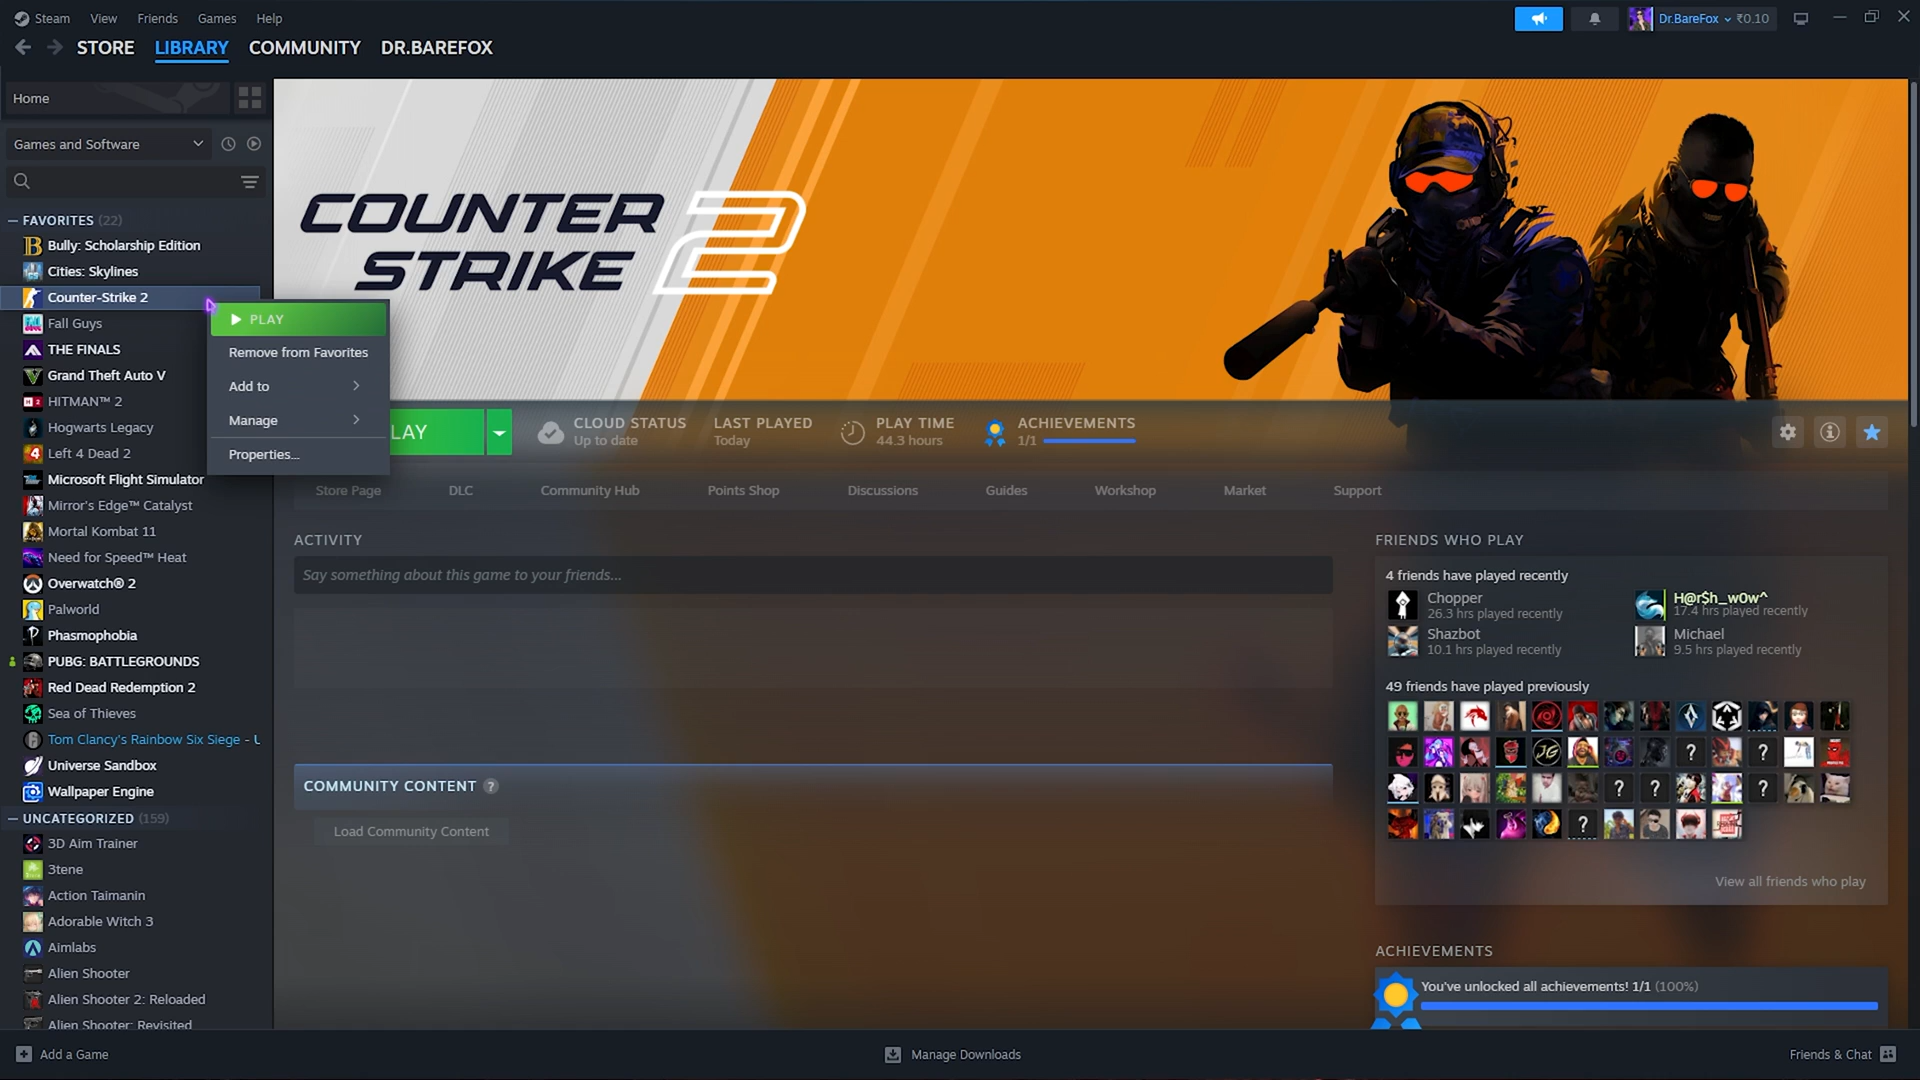 Steam View Friends Games Help
Dr.BareFox ₹0.10
STORE LIBRARY COMMUNITY DR.BAREFOX
Home
Games and Software
FAVORITES (22)
Bully: Scholarship Edition
Cities: Skylines
Counter-Strike 2
Fall Guys
THE FINALS
Grand Theft Auto V
HITMAN™ 2
Hogwarts Legacy
Left 4 Dead 2
Microsoft Flight Simulator
Mirror's Edge™ Catalyst
Mortal Kombat 11
Need for Speed™ Heat
Overwatch® 2
Palworld
Phasmophobia
PUBG: BATTLEGROUNDS
Red Dead Redemption 2
Sea of Thieves
Tom Clancy's Rainbow Six Siege - U
Universe Sandbox
Wallpaper Engine
UNCATEGORIZED (159)
3D Aim Trainer
3tene
Action Taimanin
Adorable Witch 3
Aimlabs
Alien Shooter
Alien Shooter 2: Reloaded
Alien Shooter: Revisited
PLAY
Remove from Favorites
Add to
Manage
Properties...
COUNTER
STRIKE 2
LAY
CLOUD STATUS
Up to date
LAST PLAYED
Today
PLAY TIME
44.3 hours
ACHIEVEMENTS
1/1
Store Page DLC Community Hub Points Shop Discussions Guides Workshop Market Support
ACTIVITY
Say something about this game to your friends...
COMMUNITY CONTENT ?
Load Community Content
FRIENDS WHO PLAY
4 friends have played recently
Chopper
26.3 hrs played recently
H@r$h_w0w^
17.4 hrs played recently
Shazbot
10.1 hrs played recently
Michael
9.5 hrs played recently
49 friends have played previously
View all friends who play
ACHIEVEMENTS
You've unlocked all achievements! 1/1 (100%)
Add a Game
Manage Downloads
Friends & Chat